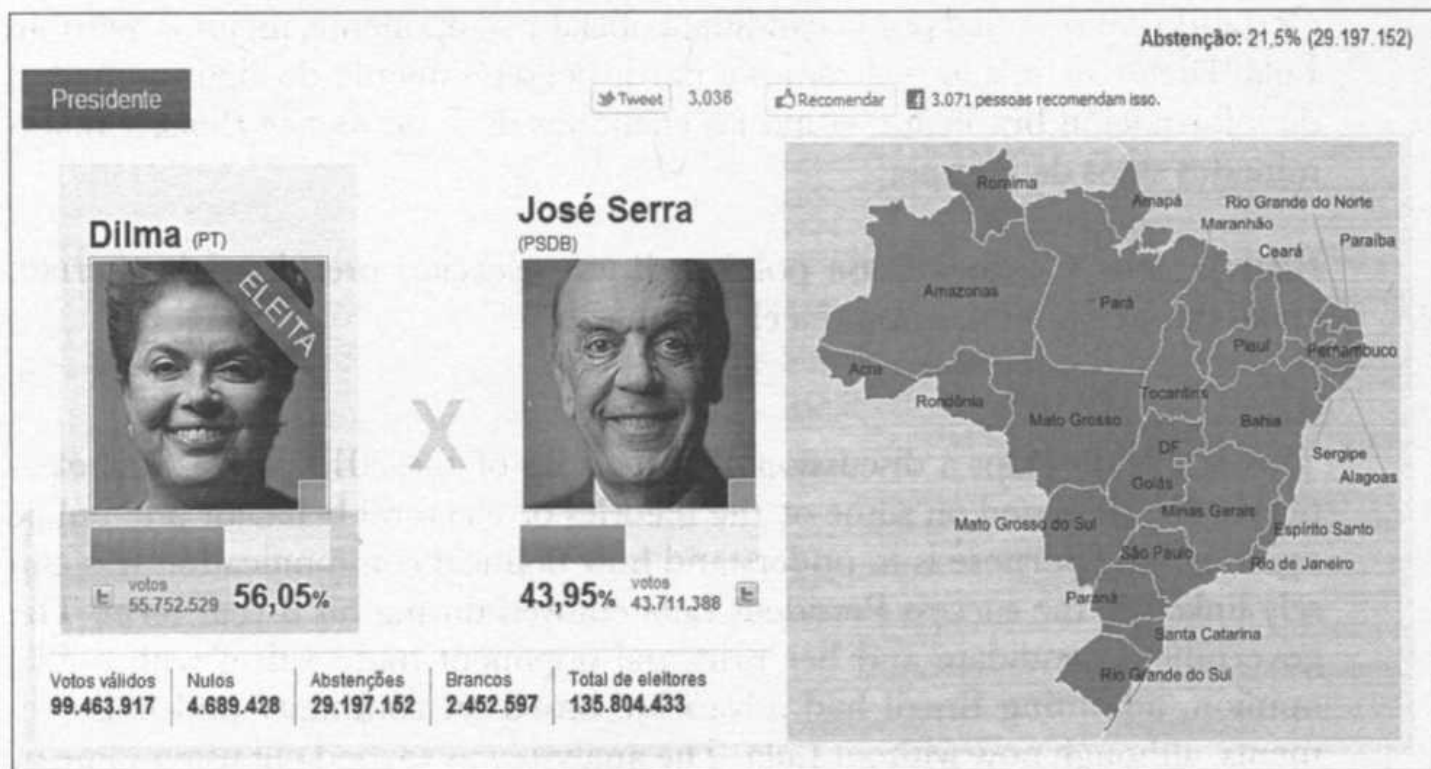 Abstenção: 21,5% (29.197.152)
Presidente
Tweet 3,036 Recomendar 3.071 pessoas recomendam isso.
Dilma (PT)
ELEITA
votos
55.752.529 56,05%
X
José Serra
(PSDB)
43,95% votos
43.711.388
Roraima
Amapá
Rio Grande do Norte
Maranhão
Ceará
Paraíba
Amazonas
Pará
Piauí
Pernambuco
Acre
Rondônia
Tocantins
Mato Grosso
Bahia
DF
Sergipe
Goiás
Alagoas
Minas Gerais
Mato Grosso do Sul
Espírito Santo
São Paulo
Rio de Janeiro
Paraná
Santa Catarina
Rio Grande do Sul
Votos válidos Nulos Abstenções Brancos Total de eleitores
99.463.917 4.689.428 29.197.152 2.452.597 135.804.433